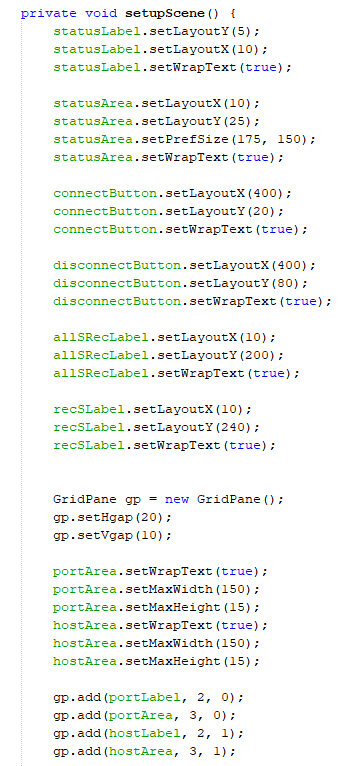 private void setupScene() {
statusLabel.setLayoutY(5);
statusLabel.setLayoutX(10);
statusLabel.setWrapText(true);
statusArea.setLayoutX(10);
statusArea.setLayoutY(25);
statusArea.setPrefSize(175, 150);
statusArea.setWrapText(true);
connectButton.setLayoutX(400);
connectButton.setLayoutY(20);
connectButton.setWrapText(true);
disconnectButton.setLayoutX(400);
disconnectButton.setLayoutY(80);
disconnectButton.setWrapText(true);
allSRecLabel.setLayoutX(10);
allSRecLabel.setLayoutY(200);
allSRecLabel.setWrapText(true);
recSLabel.setLayoutX(10);
recSLabel.setLayoutY(240);
recSLabel.setWrapText(true);
GridPane gp = new GridPane();
gp.setHgap(20);
gp.setVgap(10);
portArea.setWrapText(true);
portArea.setMaxWidth(150);
portArea.setMaxHeight(15);
hostArea.setWrapText(true);
hostArea.setMaxWidth(150);
hostArea.setMaxHeight(15);
gp.add(portLabel, 2, 0);
gp.add(portArea, 3, 0);
gp.add(hostLabel, 2, 1);
gp.add(hostArea, 3, 1);